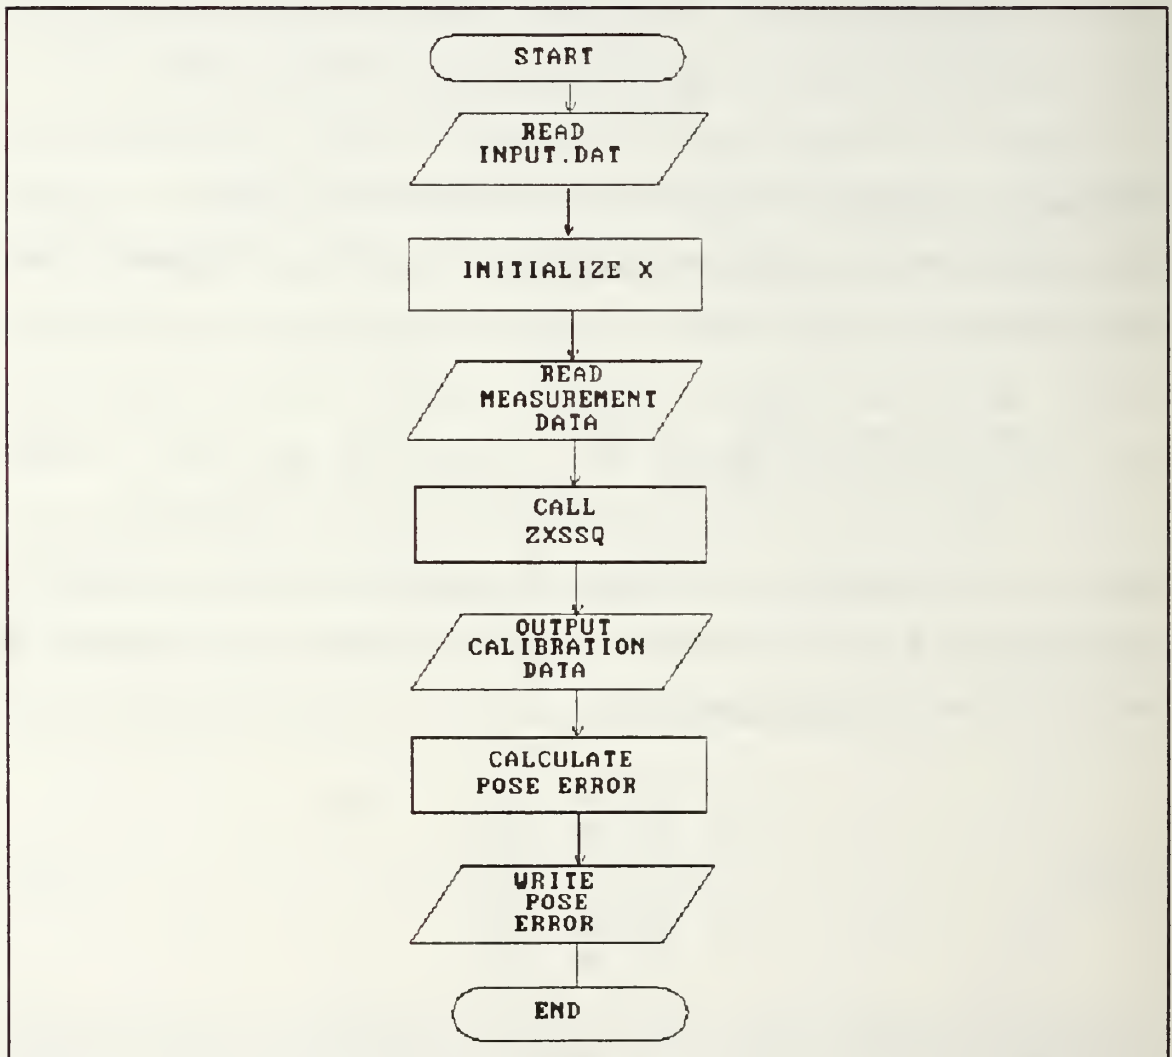 START
READ
INPUT.DAT
INITIALIZE X
READ
MEASUREMENT
DATA
CALL
ZXSSQ
OUTPUT
CALIBRATION
DATA
CALCULATE
POSE ERROR
WRITE
POSE
ERROR
END